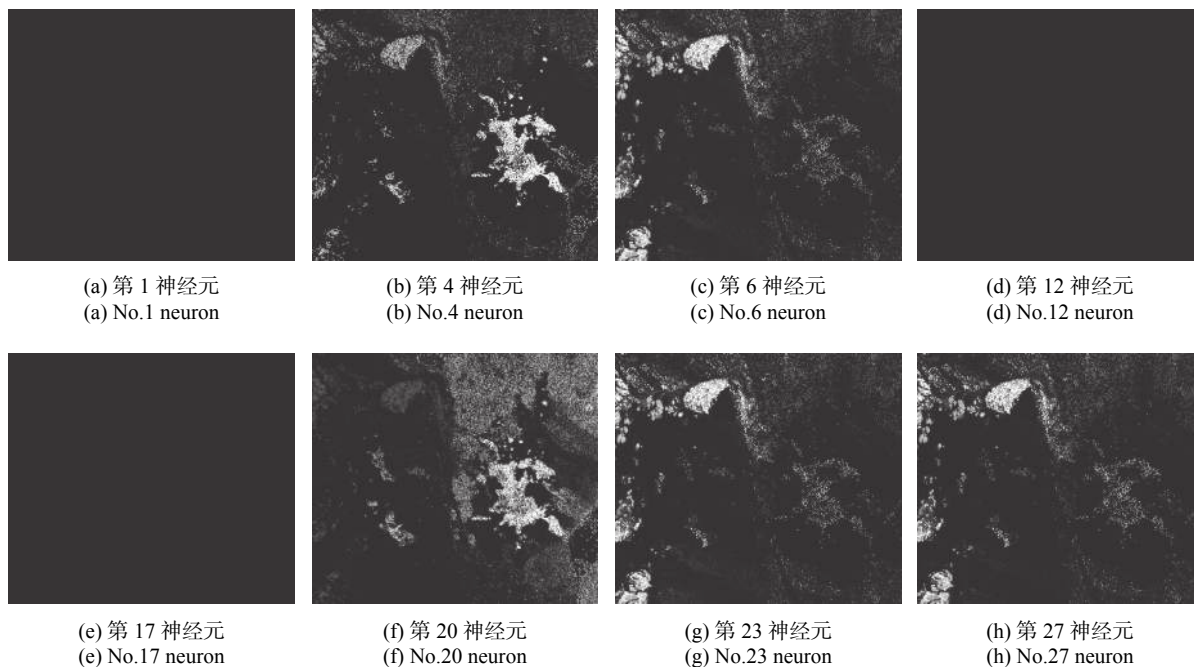 (a) 第 1 神经元
(a) No.1 neuron
(b) 第 4 神经元
(b) No.4 neuron
(c) 第 6 神经元
(c) No.6 neuron
(d) 第 12 神经元
(d) No.12 neuron
(e) 第 17 神经元
(e) No.17 neuron
(f) 第 20 神经元
(f) No.20 neuron
(g) 第 23 神经元
(g) No.23 neuron
(h) 第 27 神经元
(h) No.27 neuron